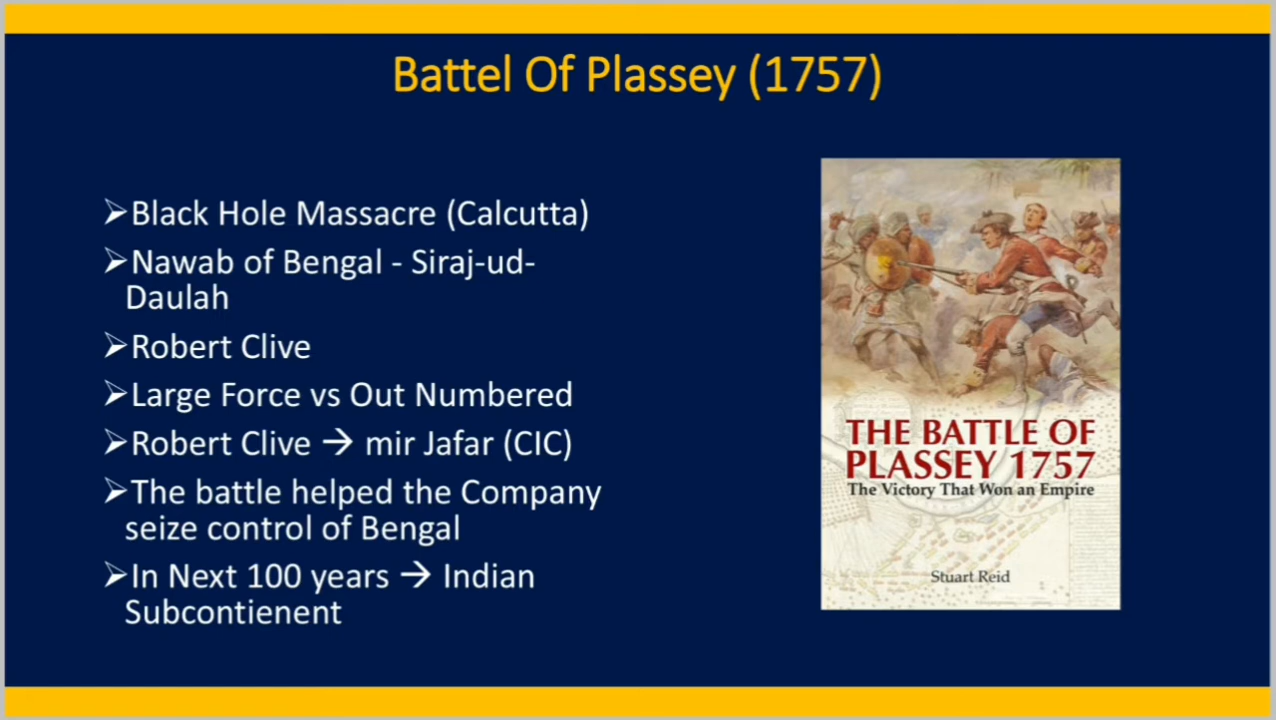 Battel Of Plassey (1757)
➢Black Hole Massacre (Calcutta)
➢Nawab of Bengal - Siraj-ud-
Daulah
➢Robert Clive
➢Large Force vs Out Numbered
➢Robert Clive → mir Jafar (CIC)
➢The battle helped the Company
seize control of Bengal
➢In Next 100 years → Indian
Subcontienent
THE BATTLE OF
PLASSEY 1757
The Victory That Won an Empire
Stuart Reid